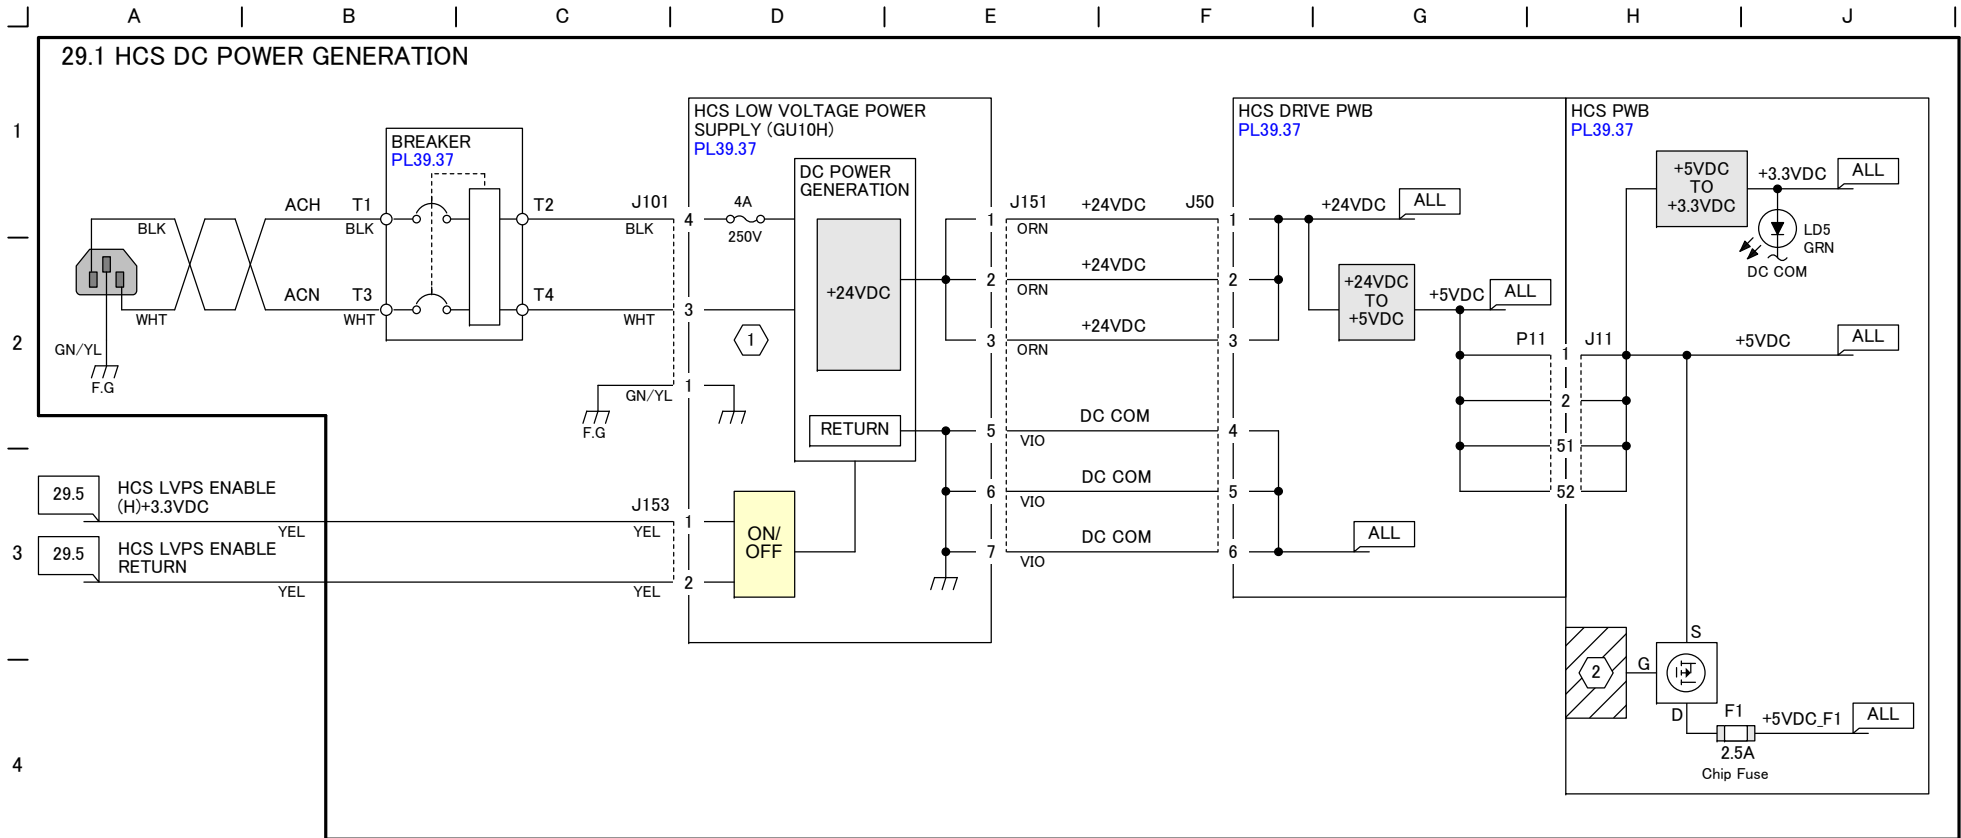 A B C D E F G H J
29.1 HCS DC POWER GENERATION
1
2
3
4
BREAKER
PL39.37
ACH
T1
T2
BLK
BLK
BLK
ACN
T3
T4
WHT
WHT
WHT
GN/YL
F.G
J101
4
3
1
GN/YL
F.G
HCS LOW VOLTAGE POWER
SUPPLY (GU10H)
PL39.37
4A
250V
1
DC POWER
GENERATION
+24VDC
RETURN
29.5
HCS LVPS ENABLE
(H)+3.3VDC
YEL
J153
YEL
1
29.5
HCS LVPS ENABLE
RETURN
YEL
YEL
2
ON/
OFF
J151
+24VDC
J50
1
ORN
1
+24VDC
2
ORN
2
+24VDC
3
ORN
3
DC COM
5
VIO
4
DC COM
6
VIO
5
DC COM
7
VIO
6
HCS DRIVE PWB
PL39.37
+24VDC
ALL
+24VDC
TO
+5VDC
+5VDC
ALL
ALL
P11
J11
1
2
51
52
HCS PWB
PL39.37
+5VDC
TO
+3.3VDC
+3.3VDC
ALL
LD5
GRN
DC COM
+5VDC
ALL
2
S
G
D
F1
2.5A
Chip Fuse
+5VDC_F1
ALL